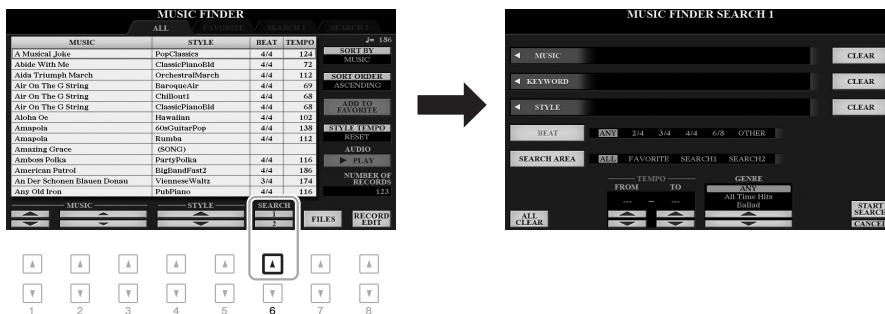 MUSIC FINDER
ALL FAVORITE SEARCH 1 SEARCH 2
MUSIC STYLE BEAT TEMPO
A Musical Joke PopClassics 4/4 124
Abide With Me ClassicPianoBld 4/4 72
Aida Triumph March OrchestralMarch 4/4 112
Air On The G String BaroqueAir 4/4 69
Air On The G String Chillout1 4/4 68
Air On The G String ClassicPianoBld 4/4 68
Aloha Oe Hawaiian 4/4 102
Amapola 60sGuitarPop 4/4 138
Amapola Rumba 4/4 112
Amazing Grace (SONG)
Amboss Polka PartyPolka 4/4 116
American Patrol BigBandFast2 4/4 186
An Der Schonen Blauen Donau VienneseWaltz 3/4 174
Any Old Iron PubPiano 4/4 116
♩= 186
SORT BY
MUSIC
SORT ORDER
ASCENDING
ADD TO
FAVORITE
STYLE TEMPO
RESET
AUDIO
▶ PLAY
NUMBER OF
RECORDS
123
MUSIC STYLE SEARCH
1
2
FILES
RECORD
EDIT
1 2 3 4 5 6 7 8
MUSIC FINDER SEARCH 1
◀ MUSIC CLEAR
◀ KEYWORD CLEAR
◀ STYLE CLEAR
BEAT ANY 2/4 3/4 4/4 6/8 OTHER
SEARCH AREA ALL FAVORITE SEARCH1 SEARCH2
TEMPO
FROM TO
--- – ---
GENRE
ANY
All Time Hits
Ballad
ALL
CLEAR
START
SEARCH
CANCEL